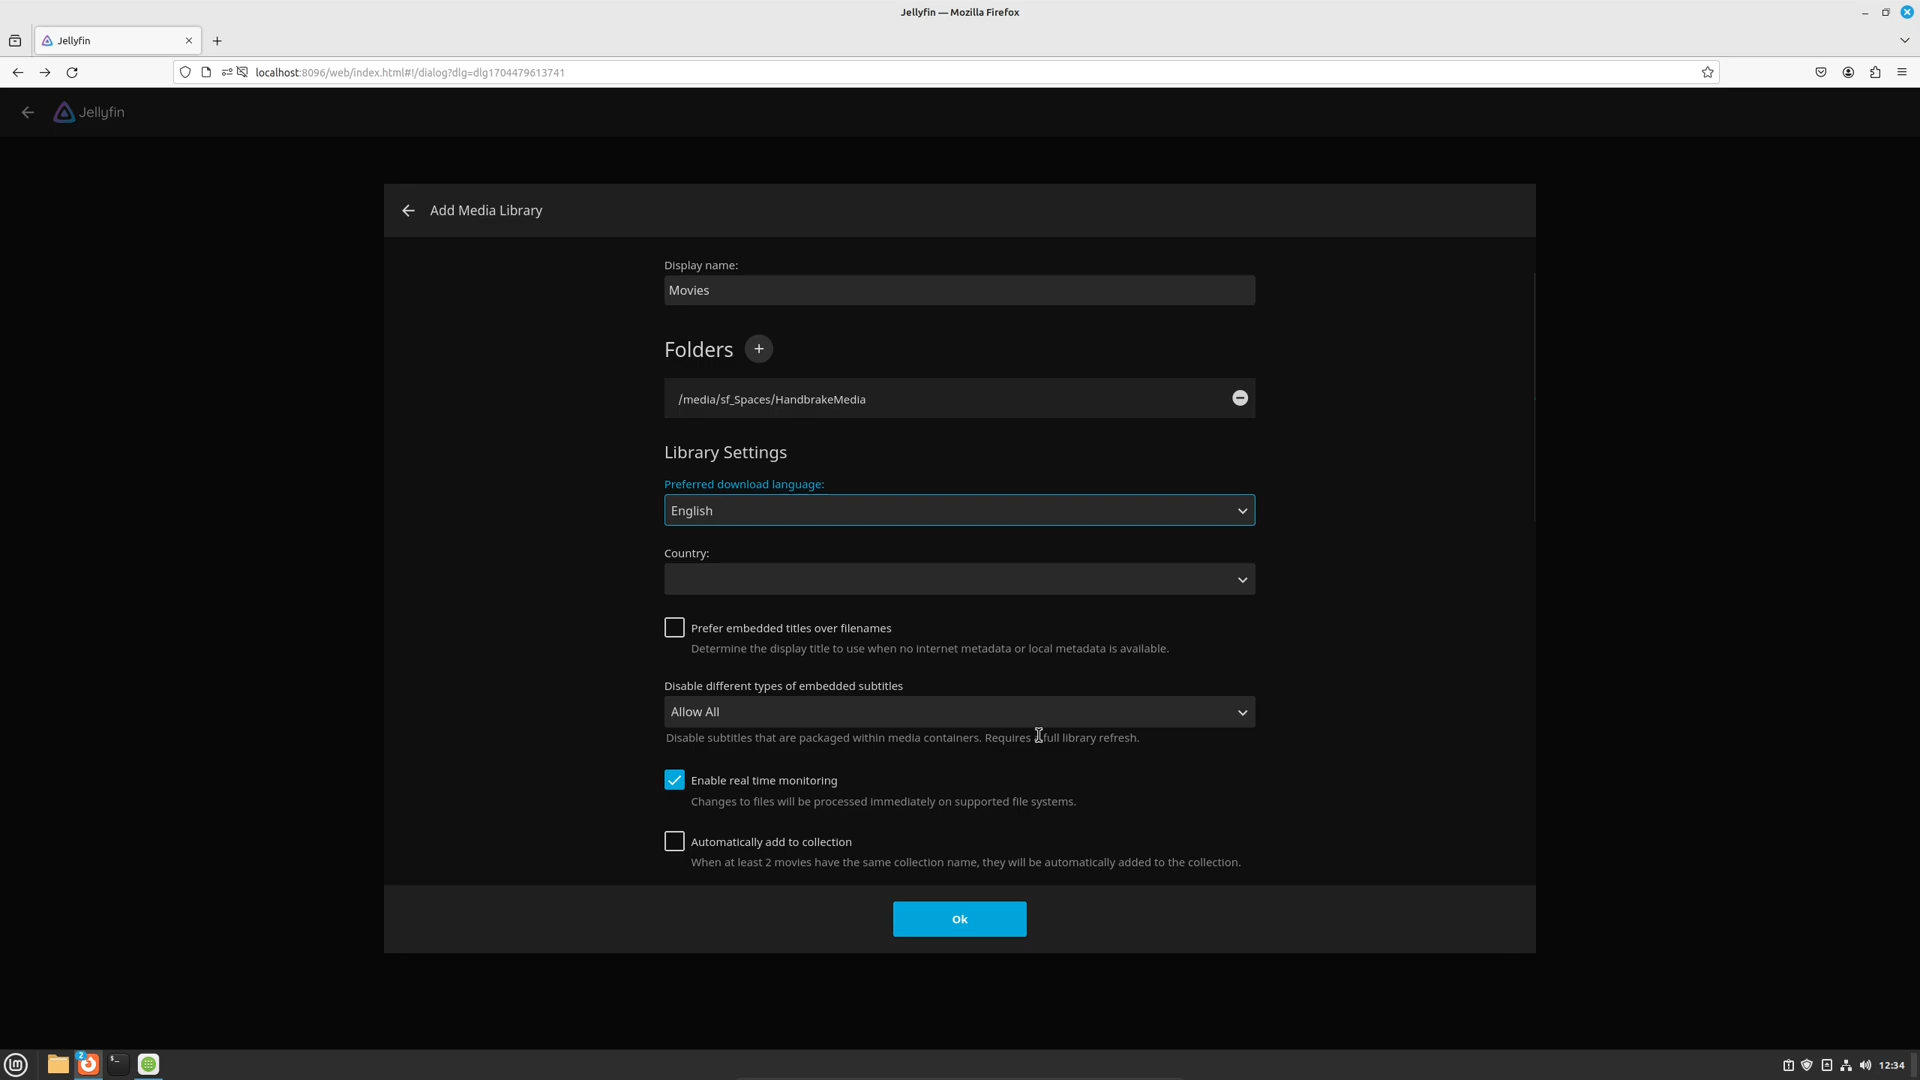 Jellyfin — Mozilla Firefox
Jellyfin
localhost:8096/web/index.html#!/dialog?dlg=dlg1704479613741
Jellyfin
Add Media Library
Display name:
Movies
Folders
/media/sf_Spaces/HandbrakeMedia
Library Settings
Preferred download language:
English
Country:
Prefer embedded titles over filenames
Determine the display title to use when no internet metadata or local metadata is available.
Disable different types of embedded subtitles
Allow All
Disable subtitles that are packaged within media containers. Requires a full library refresh.
Enable real time monitoring
Changes to files will be processed immediately on supported file systems.
Automatically add to collection
When at least 2 movies have the same collection name, they will be automatically added to the collection.
Ok
2
12:34